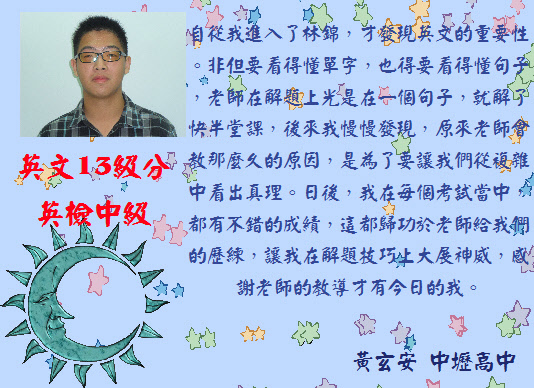 自從我進入了林錦，才發現英文的重要性
。非但要看得懂單字，也得要看得懂句子
，老師在解題上光是在一個句子，就解了
快半堂課，後來我慢慢發現，原來老師會
教那麼久的原因，是為了要讓我們從複雜
中看出真理。日後，我在每個考試當中，
都有不錯的成績，這都歸功於老師給我們
的歷練，讓我在解題技巧上大展神威，感
謝老師的教導才有今日的我。
英文13級分
英檢中級
黃玄安 中壢高中